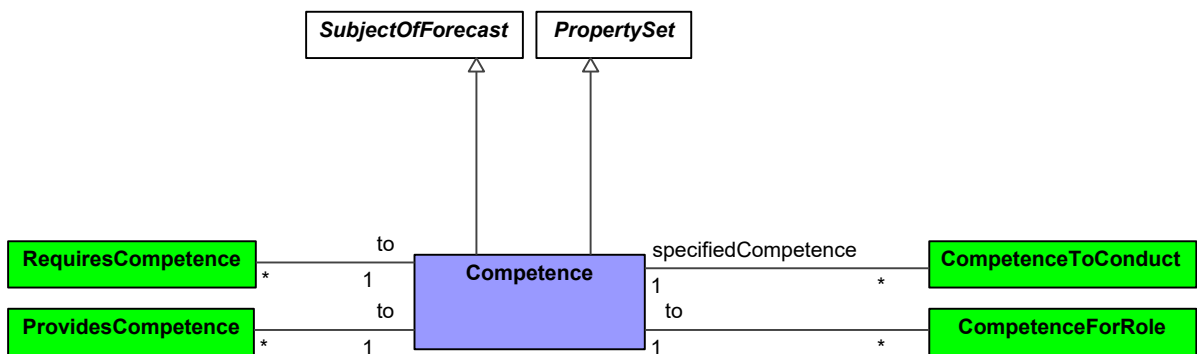 SubjectOfForecast
PropertySet
to
specifiedCompetence
RequiresCompetence
Competence
CompetenceToConduct
*
1
1
*
to
to
ProvidesCompetence
CompetenceForRole
*
1
1
*